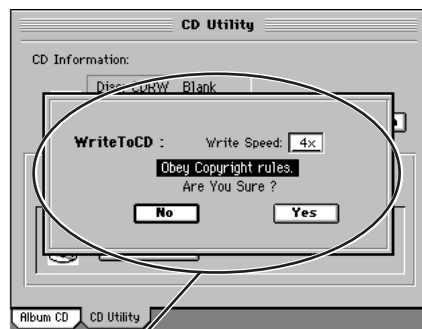 CD Utility
CD Information:
Disc: CDRW Blank
WriteToCD : Write Speed: 4x
Obey Copyright rules.
Are You Sure ?
No Yes
Album CD CD Utility